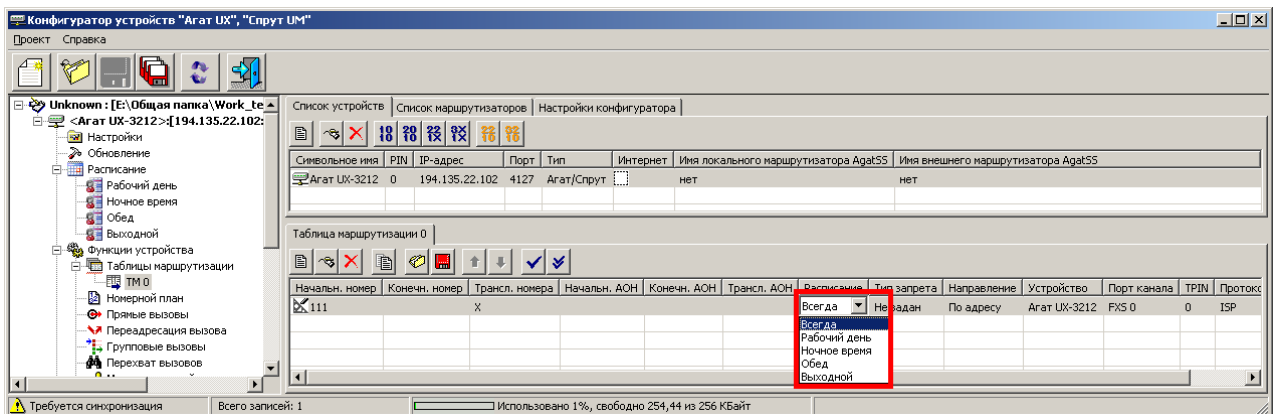 Конфигуратор устройств "Агат UX", "Спрут UM"
Проект Справка
Unknown : [E:\Общая папка\Work_te
<Агат UX-3212>:[194.135.22.102:
Настройки
Обновление
Расписание
Рабочий день
Ночное время
Обед
Выходной
Функции устройства
Таблицы маршрутизации
ТМ 0
Номерной план
Прямые вызовы
Переадресация вызова
Групповые вызовы
Перехват вызовов
Список устройств Список маршрутизаторов Настройки конфигуратора
Символьное имя PIN IP-адрес Порт Тип Интернет Имя локального маршрутизатора AgatSS Имя внешнего маршрутизатора AgatSS
Агат UX-3212 0 194.135.22.102 4127 Агат/Спрут нет нет
Таблица маршрутизации 0
Начальн. номер Конечн. номер Трансл. номера Начальн. АОН Конечн. АОН Трансл. АОН Расписание Тип запрета Направление Устройство Порт канала TPIN Протоко
111 X Всегда Не задан По адресу Агат UX-3212 FXS 0 0 ISP
Всегда
Рабочий день
Ночное время
Обед
Выходной
Требуется синхронизация Всего записей: 1 Использовано 1%, свободно 254,44 из 256 КБайт